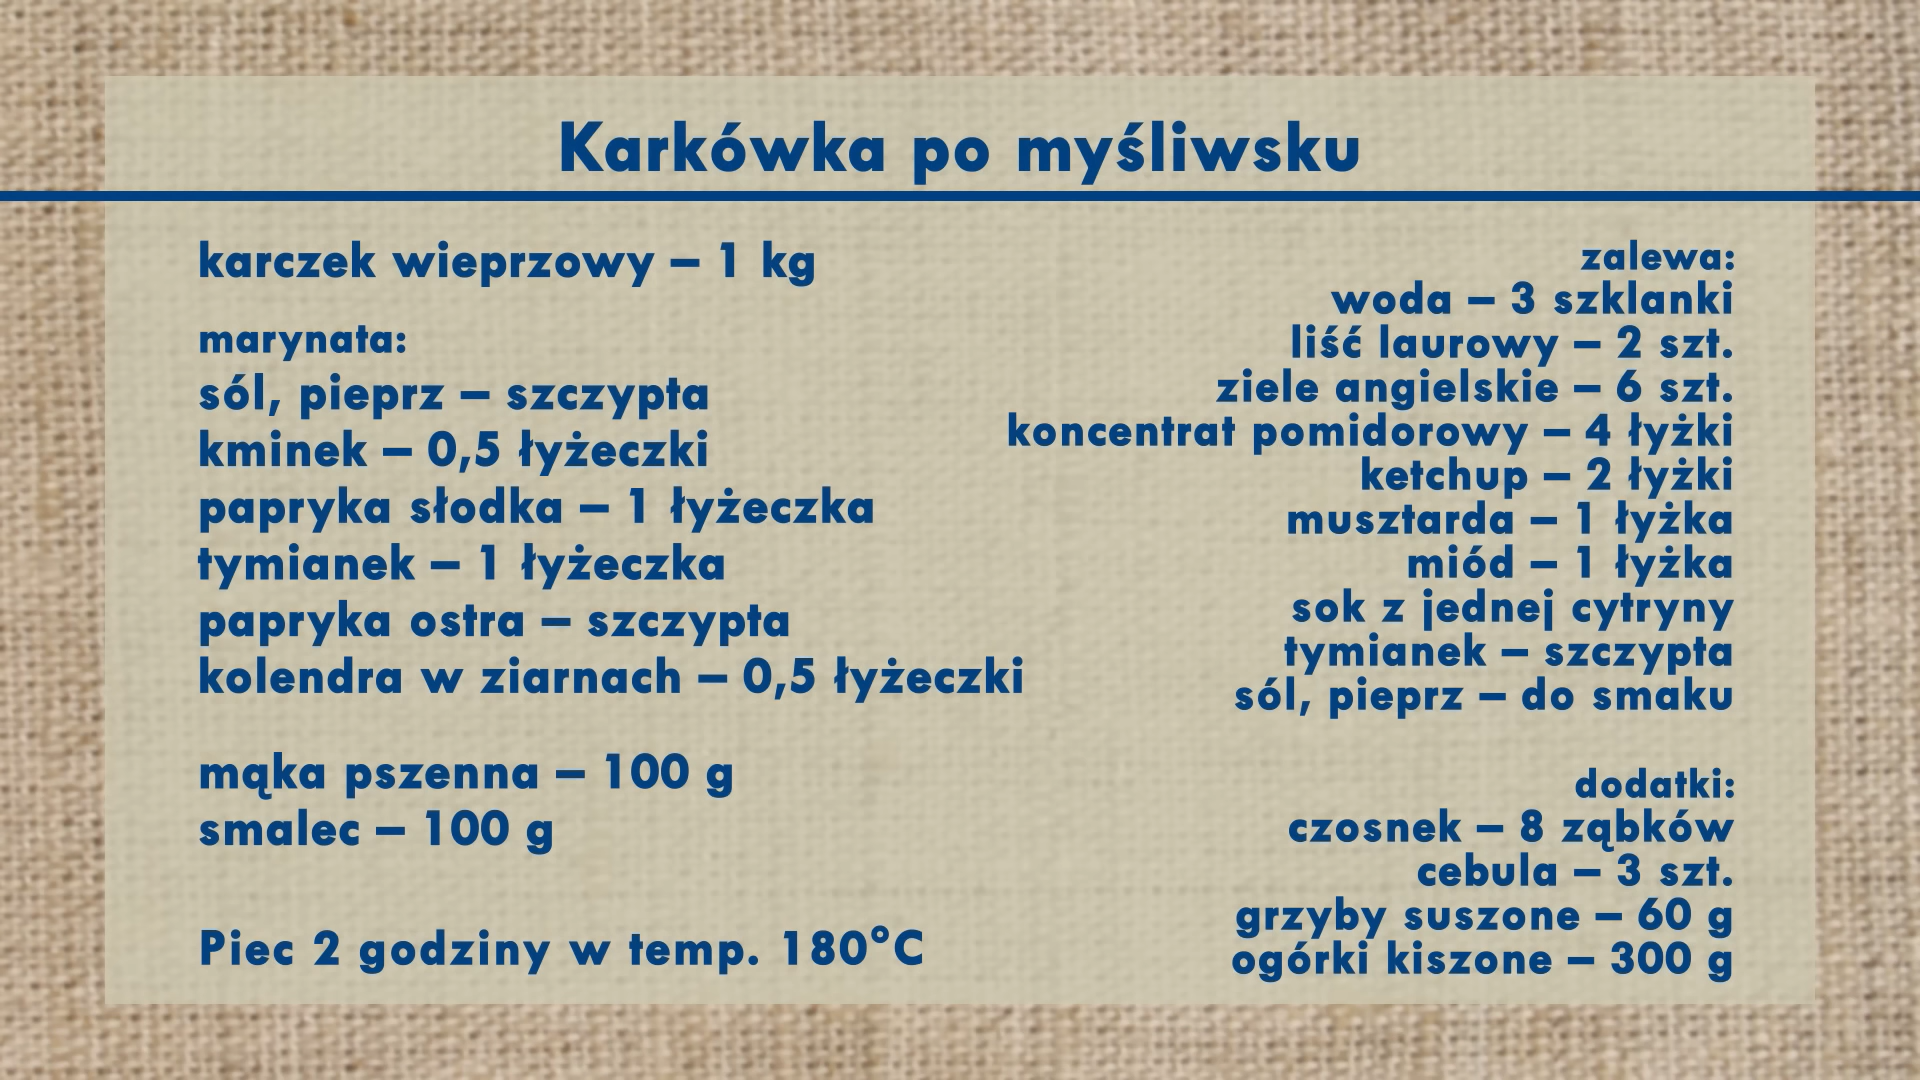 Karkówka po myśliwsku
karczek wieprzowy – 1 kg
marynata:
sól, pieprz – szczypta
kminek – 0,5 łyżeczki
papryka słodka – 1 łyżeczka
tymianek – 1 łyżeczka
papryka ostra – szczypta
kolendra w ziarnach – 0,5 łyżeczki
mąka pszenna – 100 g
smalec – 100 g
Piec 2 godziny w temp. 180°C
zalewa:
woda – 3 szklanki
liść laurowy – 2 szt.
ziele angielskie – 6 szt.
koncentrat pomidorowy – 4 łyżki
ketchup – 2 łyżki
musztarda – 1 łyżka
miód – 1 łyżka
sok z jednej cytryny
tymianek – szczypta
sól, pieprz – do smaku
dodatki:
czosnek – 8 ząbków
cebula – 3 szt.
grzyby suszone – 60 g
ogórki kiszone – 300 g